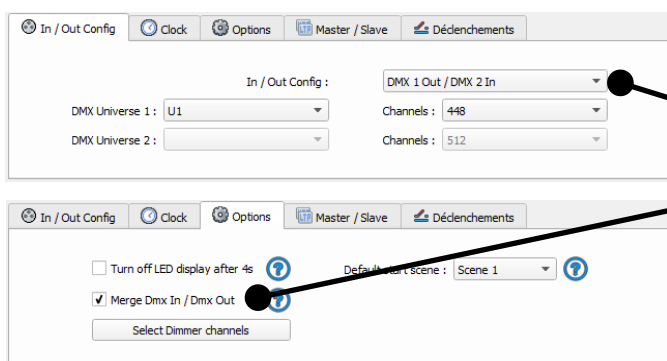 In / Out Config Clock Options Master / Slave Déclenchements
In / Out Config : DMX 1 Out / DMX 2 In
DMX Universe 1 : U1 Channels : 448
DMX Universe 2 : Channels : 512
In / Out Config Clock Options Master / Slave Déclenchements
Turn off LED display after 4s ? Default start scene : Scene 1 ?
Merge Dmx In / Dmx Out ?
Select Dimmer channels